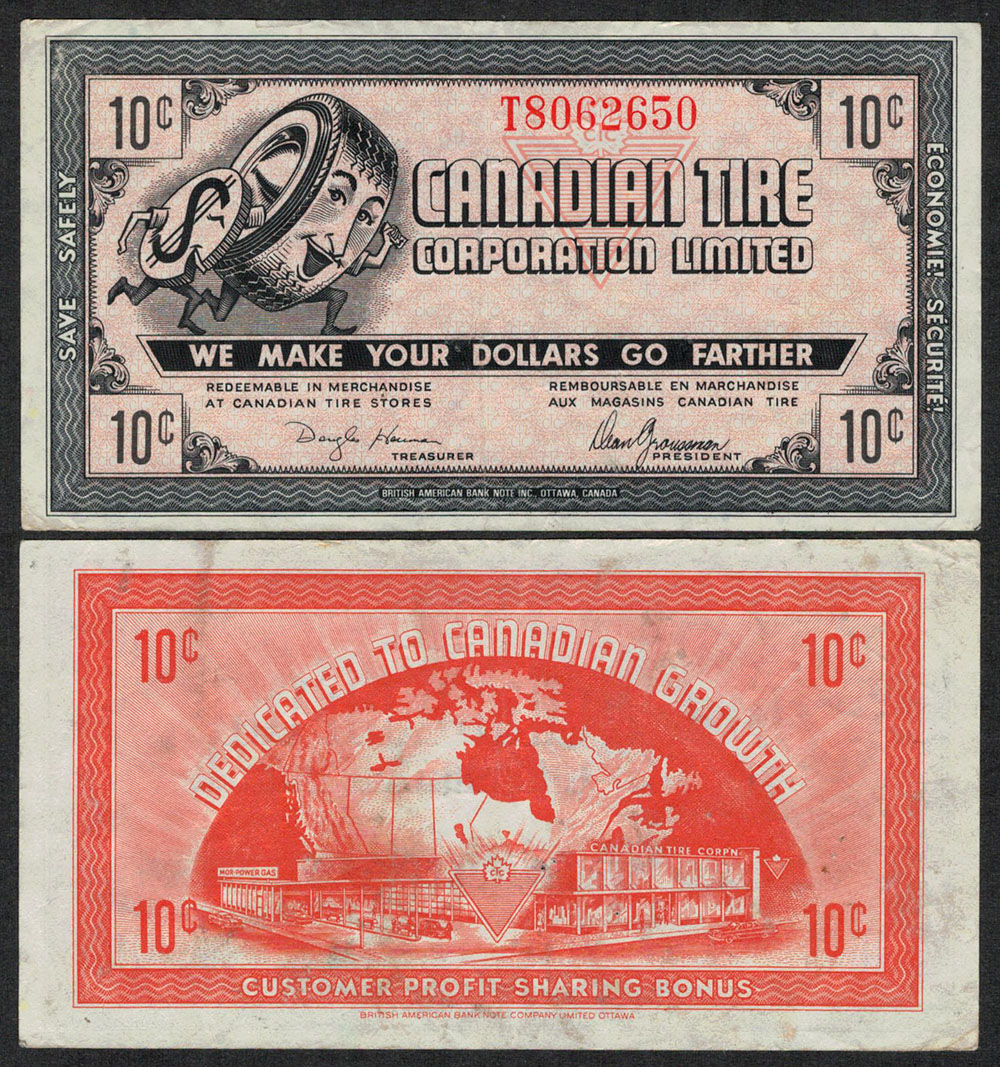 10¢
T8062650
10¢
CTC
CANADIAN TIRE
CORPORATION LIMITED
SAVE SAFELY
ÉCONOMIE! SÉCURITÉ!
$
WE MAKE YOUR DOLLARS GO FARTHER
REDEEMABLE IN MERCHANDISE
AT CANADIAN TIRE STORES
REMBOURSABLE EN MARCHANDISE
AUX MAGASINS CANADIAN TIRE
10¢
10¢
Dean Groussman
TREASURER
PRESIDENT
BRITISH AMERICAN BANK NOTE INC., OTTAWA, CANADA
10¢
10¢
DEDICATED TO CANADIAN GROWTH
CANADIAN TIRE CORPN.
MOR-POWER GAS
CTC
10¢
10¢
CUSTOMER PROFIT SHARING BONUS
BRITISH AMERICAN BANK NOTE COMPANY LIMITED OTTAWA